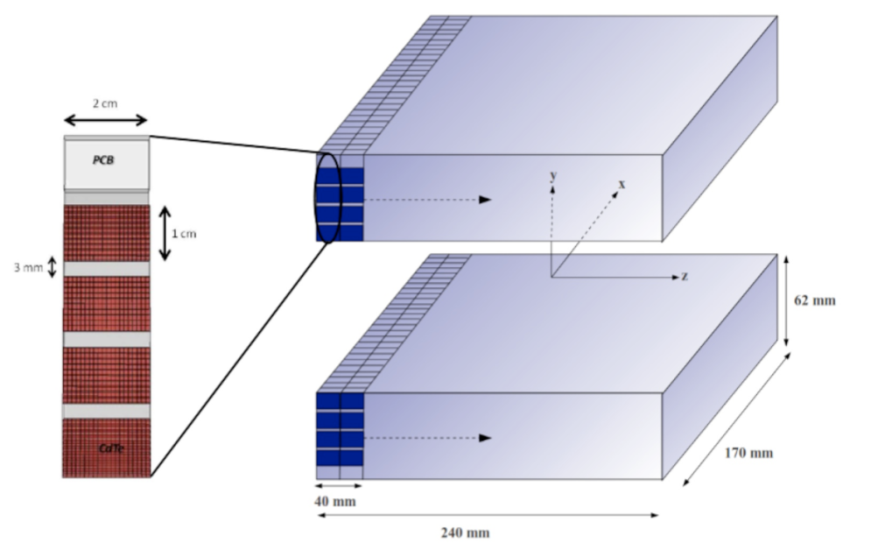 2 cm
PCB
1 cm
3 mm
CdTe
y
x
z
62 mm
170 mm
40 mm
240 mm